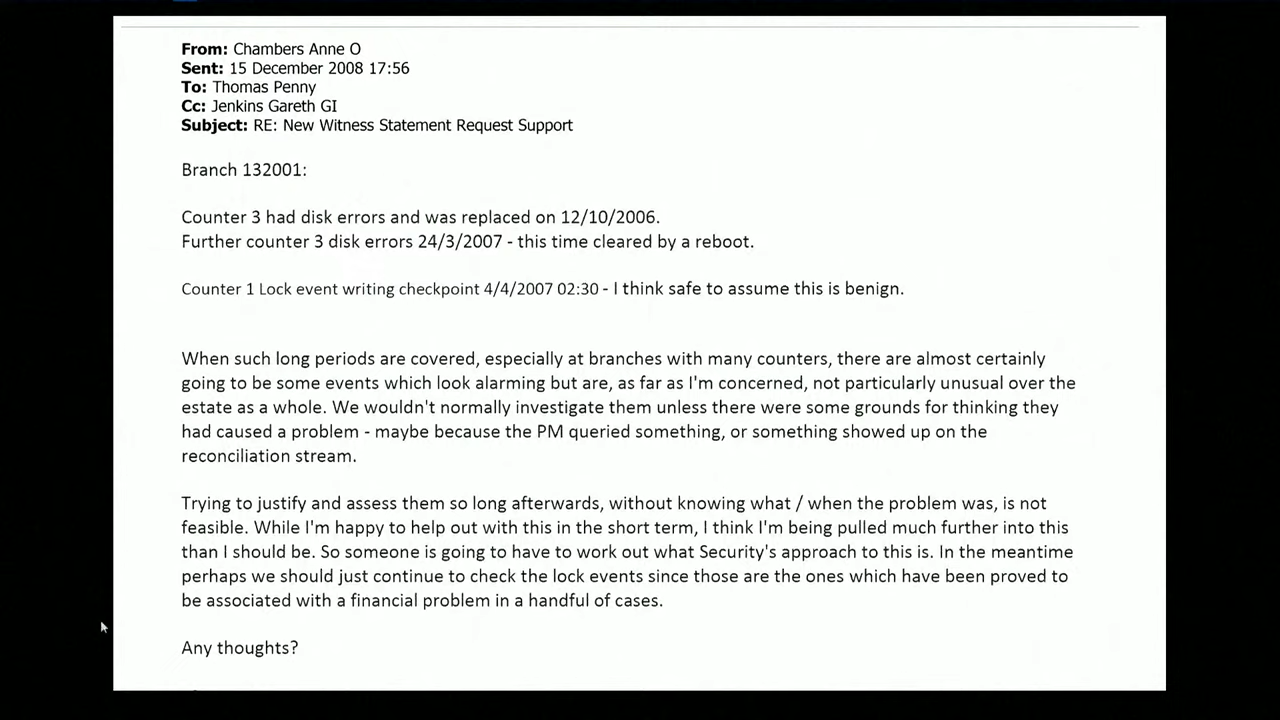 From: Chambers Anne O
Sent: 15 December 2008 17:56
To: Thomas Penny
Cc: Jenkins Gareth GI
Subject: RE: New Witness Statement Request Support
Branch 132001:
Counter 3 had disk errors and was replaced on 12/10/2006.
Further counter 3 disk errors 24/3/2007 - this time cleared by a reboot.
Counter 1 Lock event writing checkpoint 4/4/2007 02:30 - I think safe to assume this is benign.
When such long periods are covered, especially at branches with many counters, there are almost certainly
going to be some events which look alarming but are, as far as I'm concerned, not particularly unusual over the
estate as a whole. We wouldn't normally investigate them unless there were some grounds for thinking they
had caused a problem - maybe because the PM queried something, or something showed up on the
reconciliation stream.
Trying to justify and assess them so long afterwards, without knowing what / when the problem was, is not
feasible. While I'm happy to help out with this in the short term, I think I'm being pulled much further into this
than I should be. So someone is going to have to work out what Security's approach to this is. In the meantime
perhaps we should just continue to check the lock events since those are the ones which have been proved to
be associated with a financial problem in a handful of cases.
Any thoughts?